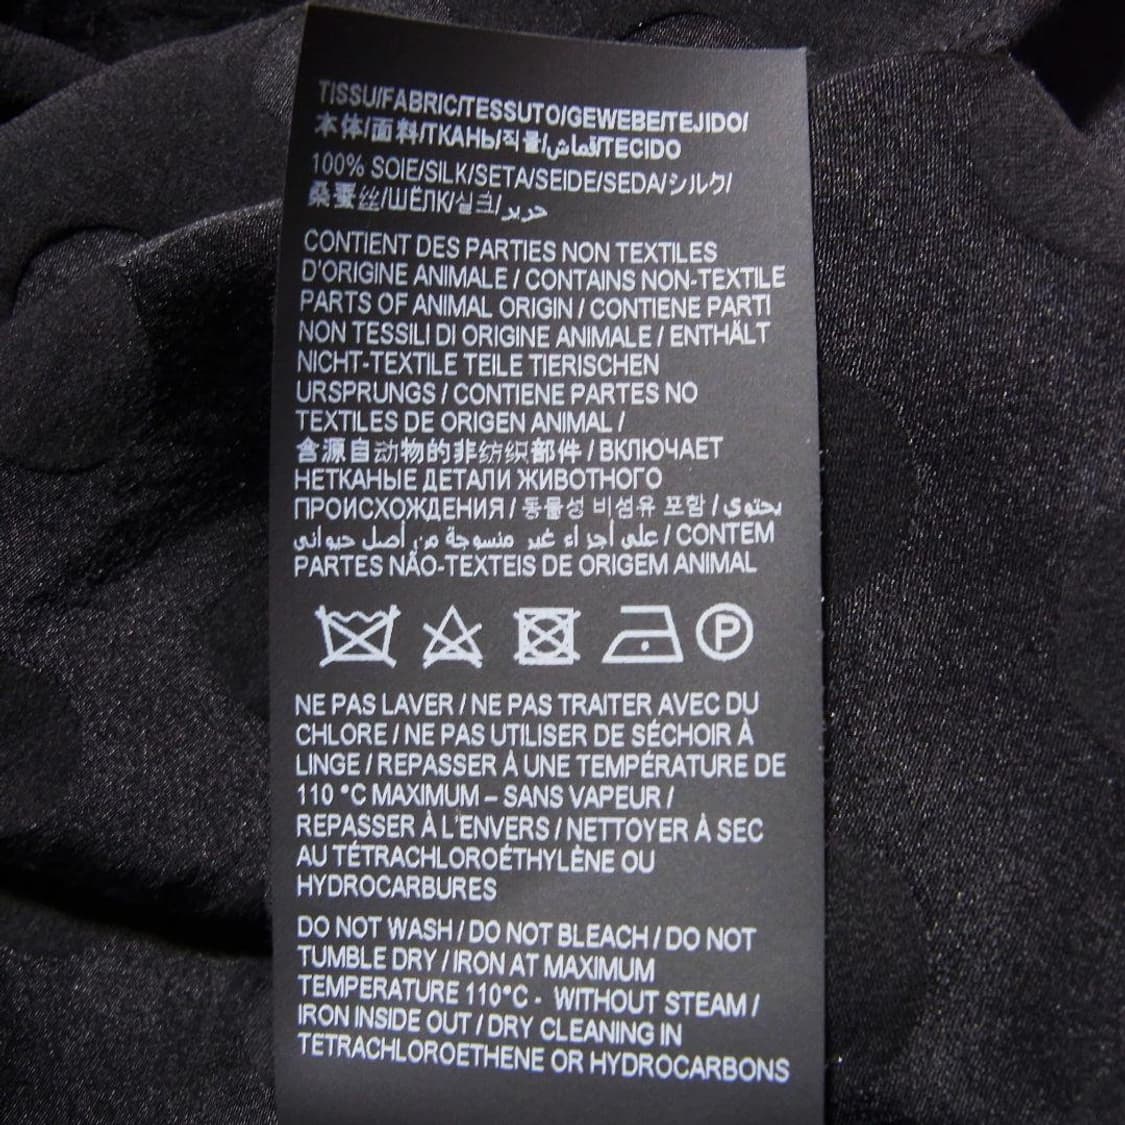 TISSU/FABRIC/TESSUTO/GEWEBE/TEJIDO/
本体/面料/ТКАНЬ/직물/قماش/TECIDO
100% SOIE/SILK/SETA/SEIDE/SEDA/シルク/
桑蚕丝/ШЁЛК/실크/حرير
CONTIENT DES PARTIES NON TEXTILES
D'ORIGINE ANIMALE / CONTAINS NON-TEXTILE
PARTS OF ANIMAL ORIGIN / CONTIENE PARTI
NON TESSILI DI ORIGINE ANIMALE / ENTHÄLT
NICHT-TEXTILE TEILE TIERISCHEN
URSPRUNGS / CONTIENE PARTES NO
TEXTILES DE ORIGEN ANIMAL /
含源自动物的非纺织部件 / ВКЛЮЧАЕТ
НЕТКАНЫЕ ДЕТАЛИ ЖИВОТНОГО
ПРОИСХОЖДЕНИЯ / 동물성 비섬유 포함 / يحتوي
على أجزاء غير منسوجة من أصل حيواني / CONTEM
PARTES NÃO-TEXTEIS DE ORIGEM ANIMAL
P
NE PAS LAVER / NE PAS TRAITER AVEC DU
CHLORE / NE PAS UTILISER DE SÉCHOIR À
LINGE / REPASSER À UNE TEMPÉRATURE DE
110 °C MAXIMUM – SANS VAPEUR /
REPASSER À L'ENVERS / NETTOYER À SEC
AU TÉTRACHLOROÉTHYLÈNE OU
HYDROCARBURES
DO NOT WASH / DO NOT BLEACH / DO NOT
TUMBLE DRY / IRON AT MAXIMUM
TEMPERATURE 110°C - WITHOUT STEAM /
IRON INSIDE OUT / DRY CLEANING IN
TETRACHLOROETHENE OR HYDROCARBONS